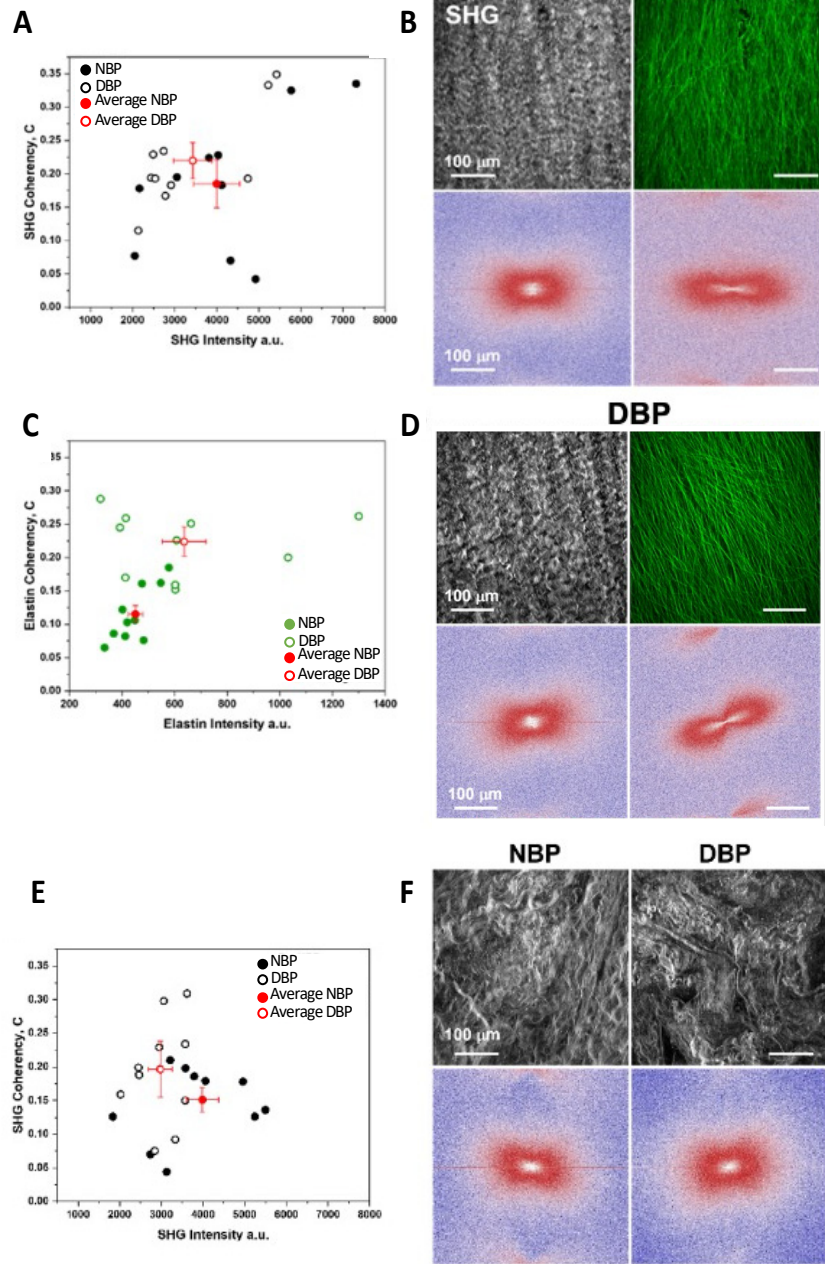 A
NBP
DBP
Average NBP
Average DBP
0.35
0.30
0.25
0.20
0.15
0.10
0.05
0.00
SHG Coherency, C
1000 2000 3000 4000 5000 6000 7000 8000
SHG Intensity a.u.
B
SHG
100 µm
100 µm
C
.35
0.30
0.25
0.20
0.15
0.10
0.05
0.00
Elastin Coherency, C
NBP
DBP
Average NBP
Average DBP
200 400 600 800 1000 1200 1400
Elastin Intensity a.u.
DBP
D
100 µm
100 µm
E
NBP
DBP
Average NBP
Average DBP
0.35
0.30
0.25
0.20
0.15
0.10
0.05
0.00
SHG Coherency, C
1000 2000 3000 4000 5000 6000 7000 8000
SHG Intensity a.u.
F
NBP DBP
100 µm